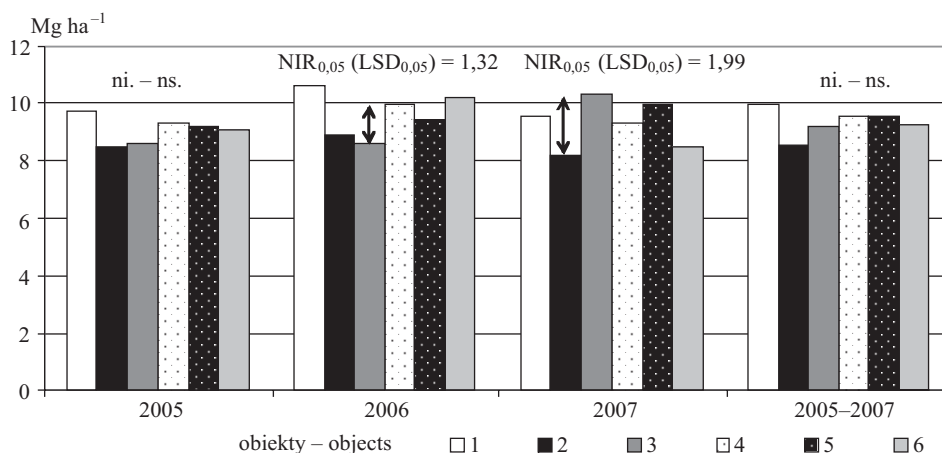 Mg ha⁻¹
12
10
8
6
4
2
0
ni. – ns.
NIR₀,₀₅ (LSD₀,₀₅) = 1,32
NIR₀,₀₅ (LSD₀,₀₅) = 1,99
ni. – ns.
2005
2006
2007
2005–2007
obiekty – objects 1 2 3 4 5 6